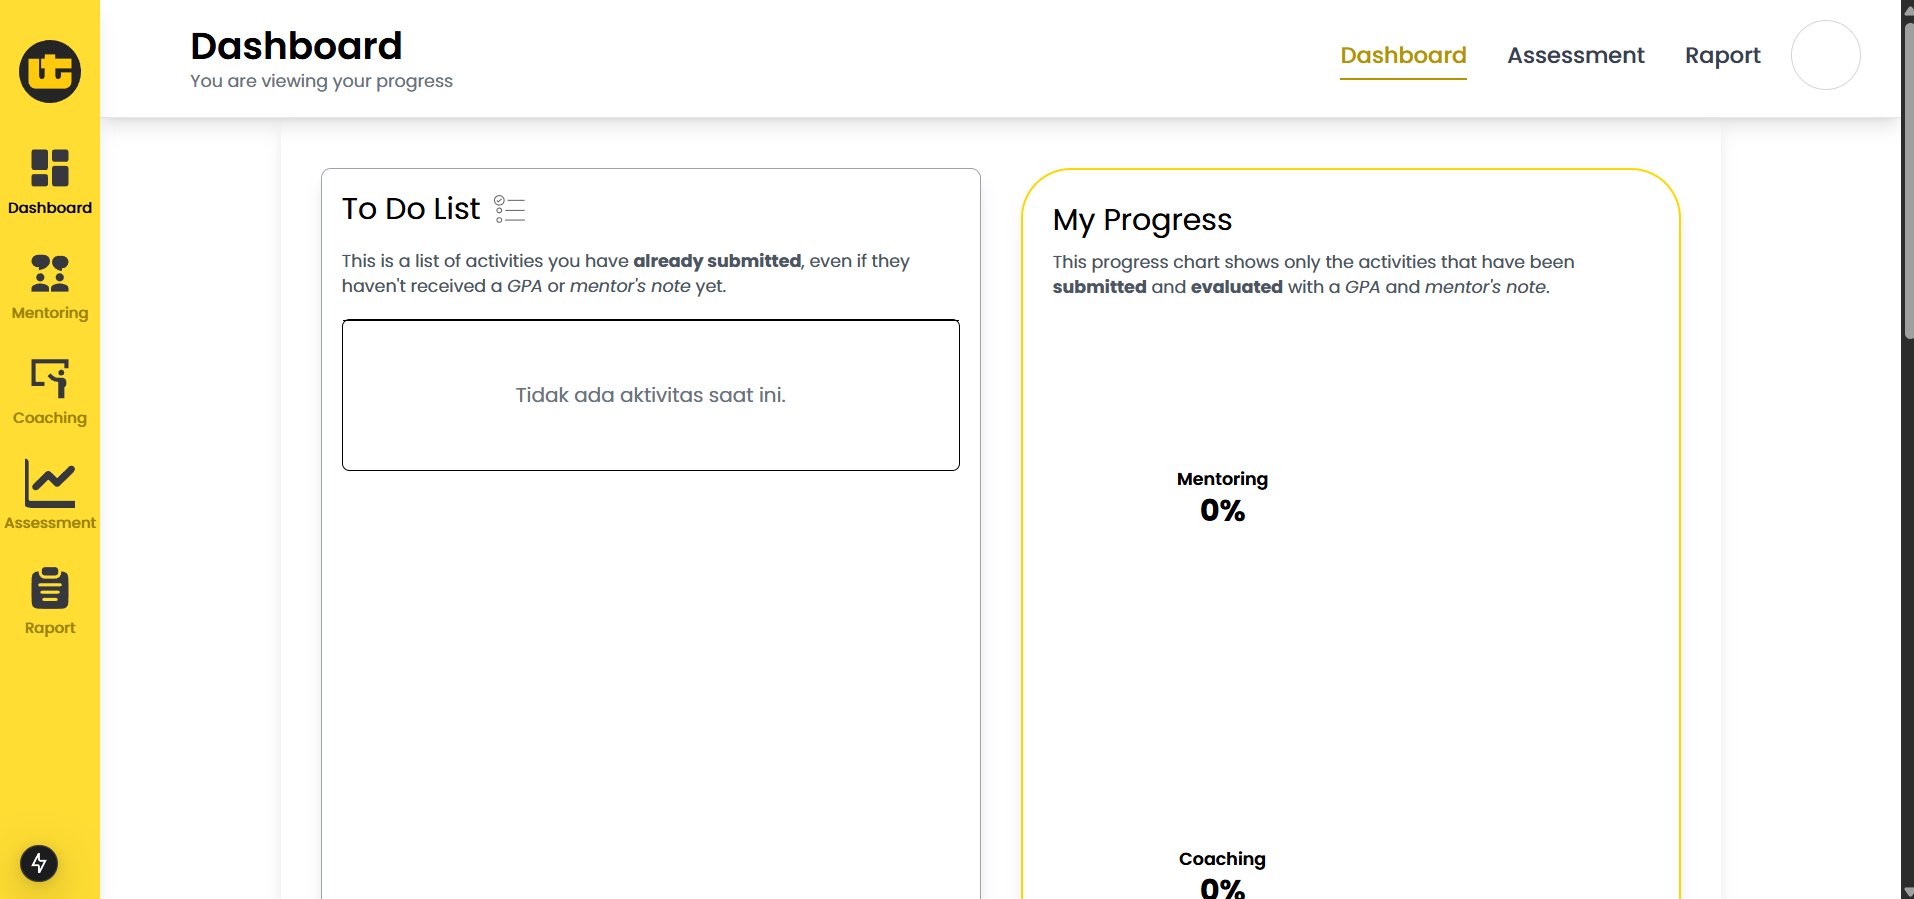 Dashboard
You are viewing your progress
Dashboard
Assessment
Raport
Dashboard
Mentoring
Coaching
Assessment
Raport
To Do List
This is a list of activities you have already submitted, even if they
haven't received a GPA or mentor's note yet.
Tidak ada aktivitas saat ini.
My Progress
This progress chart shows only the activities that have been
submitted and evaluated with a GPA and mentor's note.
Mentoring
0%
Coaching
0%